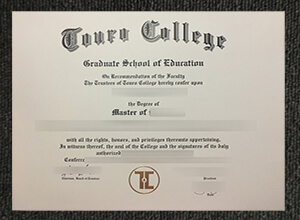 Touro College
Graduate School of Education
On Recommendation of the Faculty
The Trustees of Touro College hereby confer upon
the Degree of
Master of
with all the rights, honors, and privileges thereunto appertaining.
In witness thereof, the seal of the College and the signatures of its duly
authorized
Conferre
TC